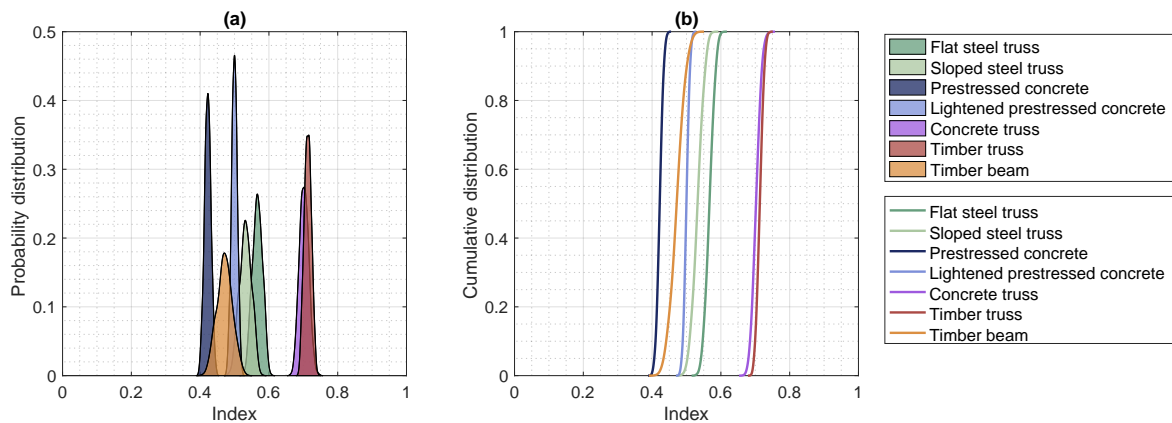 (a)
0.5
0.4
0.3
0.2
0.1
0
0 0.2 0.4 0.6 0.8 1
Probability distribution
Index
(b)
1
0.8
0.6
0.4
0.2
0
0 0.2 0.4 0.6 0.8 1
Cumulative distribution
Index
Flat steel truss
Sloped steel truss
Prestressed concrete
Lightened prestressed concrete
Concrete truss
Timber truss
Timber beam
Flat steel truss
Sloped steel truss
Prestressed concrete
Lightened prestressed concrete
Concrete truss
Timber truss
Timber beam